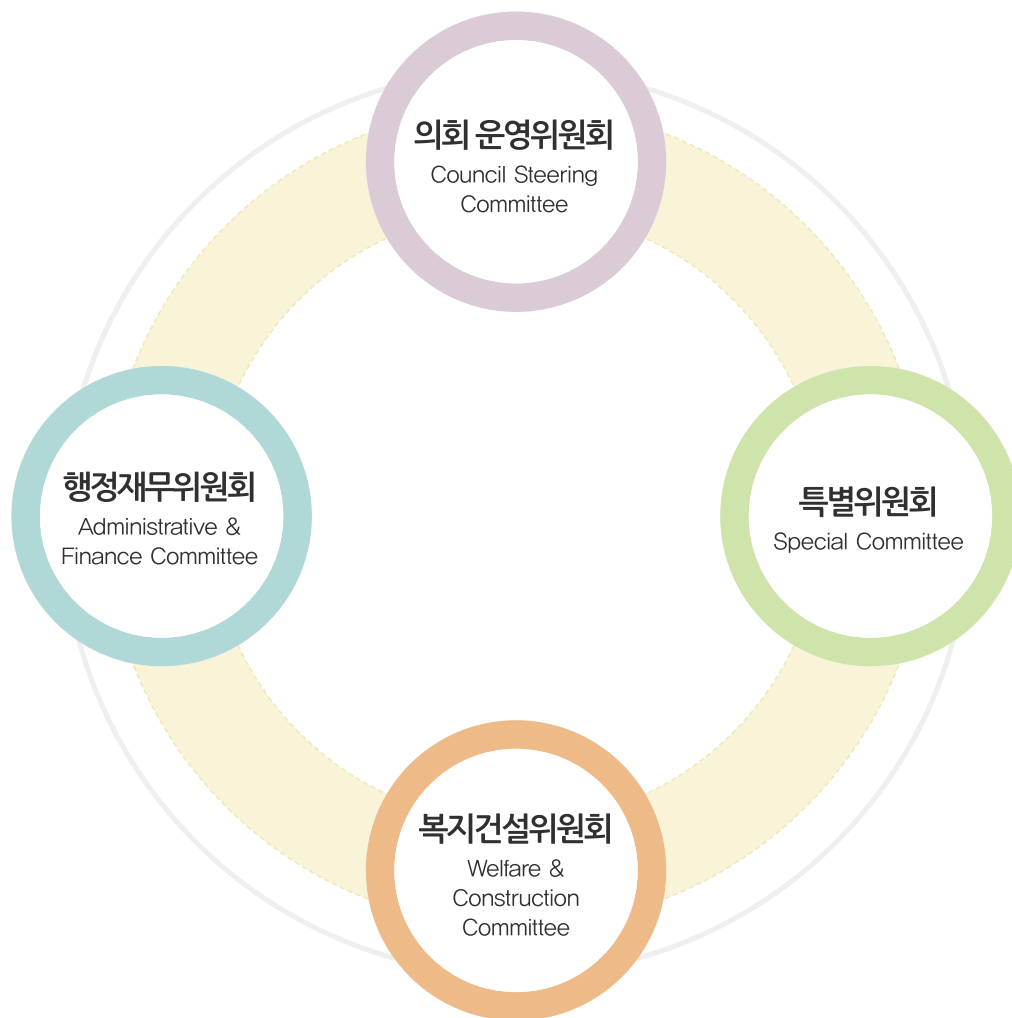 의회 운영위원회
Council Steering
Committee
행정재무위원회
Administrative &
Finance Committee
특별위원회
Special Committee
복지건설위원회
Welfare &
Construction
Committee